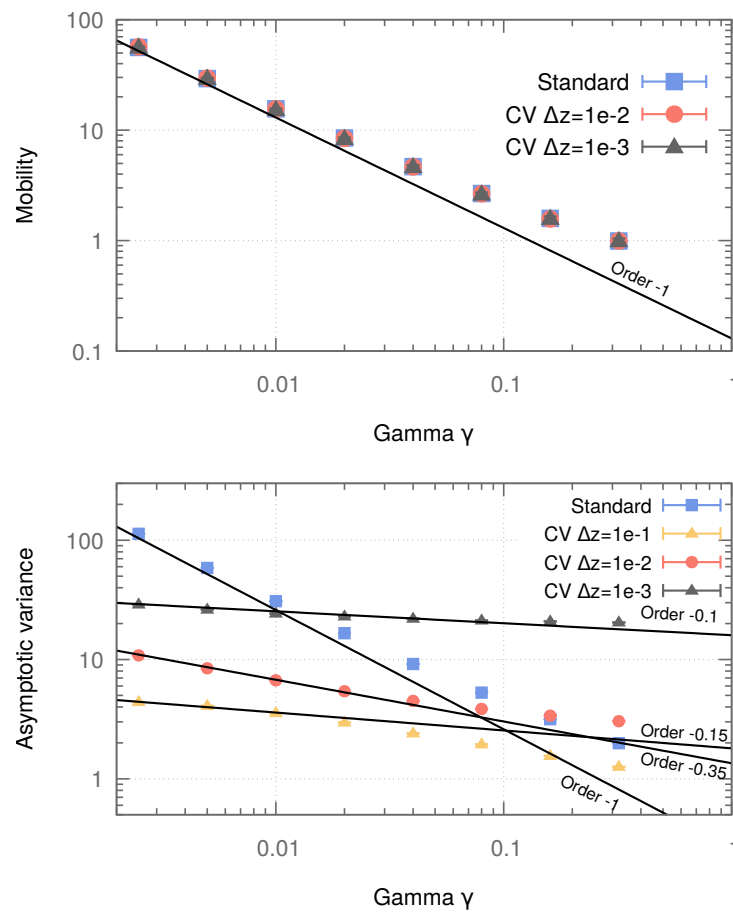 100
10
1
0.1
Mobility
Standard
CV Δz=1e-2
CV Δz=1e-3
Order -1
0.01
0.1
1
Gamma γ
100
10
1
Asymptotic variance
Standard
CV Δz=1e-1
CV Δz=1e-2
CV Δz=1e-3
Order -0.1
Order -0.15
Order -0.35
Order -1
0.01
0.1
1
Gamma γ